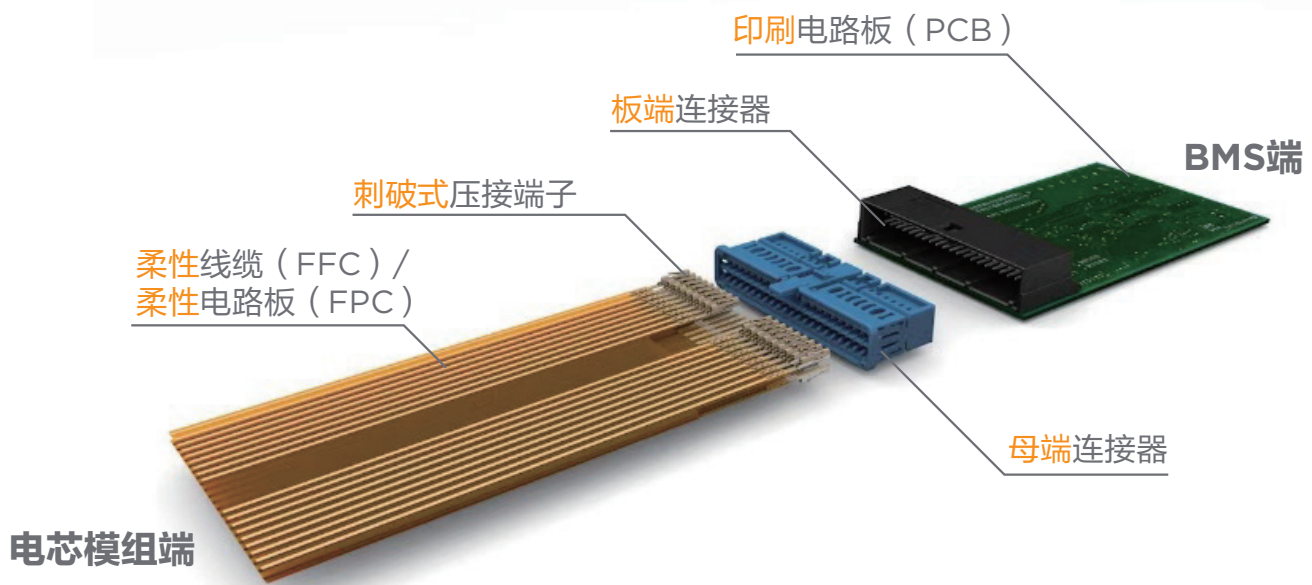 印刷电路板（PCB）
板端连接器
BMS端
刺破式压接端子
柔性线缆（FFC）/
柔性电路板（FPC）
母端连接器
电芯模组端